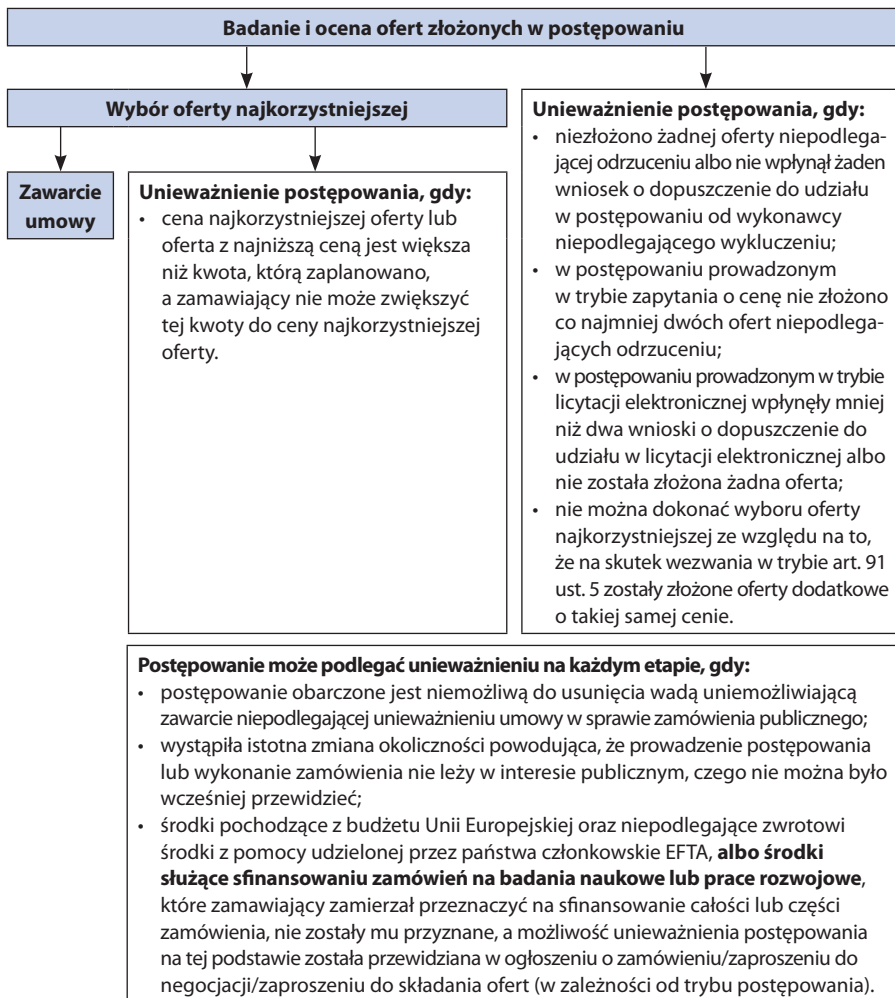 Badanie i ocena ofert złożonych w postępowaniu
Wybór oferty najkorzystniejszej
Zawarcie
umowy
Unieważnienie postępowania, gdy:
• cena najkorzystniejszej oferty lub
oferta z najniższą ceną jest większa
niż kwota, którą zaplanowano,
a zamawiający nie może zwiększyć
tej kwoty do ceny najkorzystniejszej
oferty.
Unieważnienie postępowania, gdy:
• niezłożono żadnej oferty niepodlega-
jącej odrzuceniu albo nie wpłynął żaden
wniosek o dopuszczenie do udziału
w postępowaniu od wykonawcy
niepodlegającego wykluczeniu;
• w postępowaniu prowadzonym
w trybie zapytania o cenę nie złożono
co najmniej dwóch ofert niepodlega-
jących odrzuceniu;
• w postępowaniu prowadzonym w trybie
licytacji elektronicznej wpłynęły mniej
niż dwa wnioski o dopuszczenie do
udziału w licytacji elektronicznej albo
nie została złożona żadna oferta;
• nie można dokonać wyboru oferty
najkorzystniejszej ze względu na to,
że na skutek wezwania w trybie art. 91
ust. 5 zostały złożone oferty dodatkowe
o takiej samej cenie.
Postępowanie może podlegać unieważnieniu na każdym etapie, gdy:
• postępowanie obarczone jest niemożliwą do usunięcia wadą uniemożliwiającą
zawarcie niepodlegającej unieważnieniu umowy w sprawie zamówienia publicznego;
• wystąpiła istotna zmiana okoliczności powodująca, że prowadzenie postępowania
lub wykonanie zamówienia nie leży w interesie publicznym, czego nie można było
wcześniej przewidzieć;
• środki pochodzące z budżetu Unii Europejskiej oraz niepodlegające zwrotowi
środki z pomocy udzielonej przez państwa członkowskie EFTA, albo środki
służące sfinansowaniu zamówień na badania naukowe lub prace rozwojowe,
które zamawiający zamierzał przeznaczyć na sfinansowanie całości lub części
zamówienia, nie zostały mu przyznane, a możliwość unieważnienia postępowania
na tej podstawie została przewidziana w ogłoszeniu o zamówieniu/zaproszeniu do
negocjacji/zaproszeniu do składania ofert (w zależności od trybu postępowania).